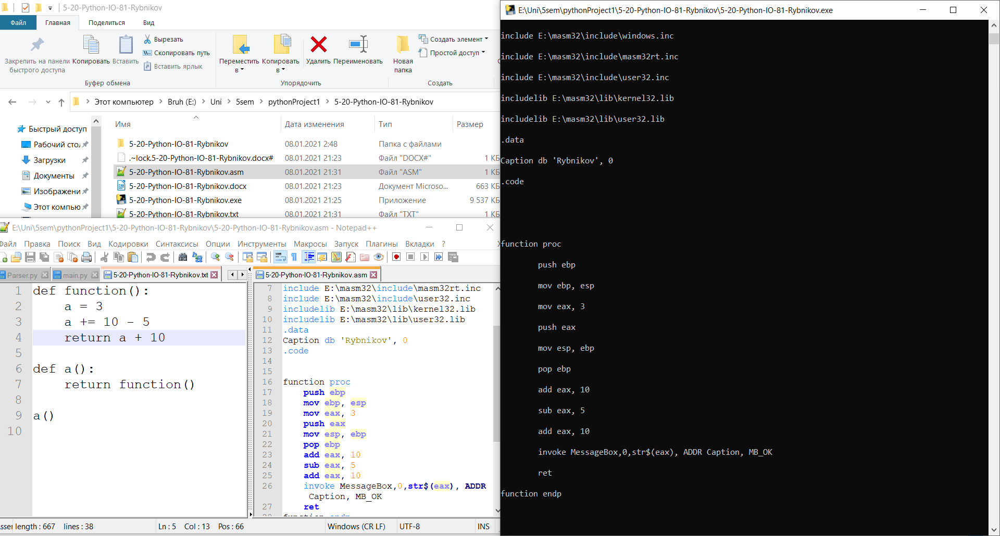 5-20-Python-IO-81-Rybnikov
Файл Главная Поделиться Вид
Закрепить на панели быстрого доступа
Копировать
Вставить
Вырезать
Скопировать путь
Вставить ярлык
Буфер обмена
Переместить в
Копировать в
Удалить
Переименовать
Упорядочить
Новая папка
Создать элемент
Простой доступ
Создать
Этот компьютер > Bruh (E:) > Uni > 5sem > pythonProject1 > 5-20-Python-IO-81-Rybnikov
Быстрый доступ
Рабочий сто.
Загрузки
Документы
Изображени
Этот компью
Имя Дата изменения Тип Размер
5-20-Python-IO-81-Rybnikov 08.01.2021 2:48 Папка с файлами
.~lock.5-20-Python-IO-81-Rybnikov.docx# 08.01.2021 21:23 Файл "DOCX#" 1 КБ
5-20-Python-IO-81-Rybnikov.asm 08.01.2021 21:31 Файл "ASM" 1 КБ
5-20-Python-IO-81-Rybnikov.docx 08.01.2021 21:23 Документ Microso... 663 КБ
5-20-Python-IO-81-Rybnikov.exe 08.01.2021 21:25 Приложение 9 537 КБ
5-20-Python-IO-81-Rybnikov.txt 08.01.2021 21:31 Файл "TXT" 1 КБ
E:\Uni\5sem\pythonProject1\5-20-Python-IO-81-Rybnikov\5-20-Python-IO-81-Rybnikov.asm - Notepad++
Файл Правка Поиск Вид Кодировки Синтаксисы Опции Инструменты Макросы Запуск Плагины Вкладки ?
Parser.py main.py 5-20-Python-IO-81-Rybnikov.txt
1 def function():
2 a = 3
3 a += 10 - 5
4 return a + 10
5
6 def a():
7 return function()
8
9 a()
10
5-20-Python-IO-81-Rybnikov.asm
7 include E:\masm32\include\masm32rt.inc
8 include E:\masm32\include\user32.inc
9 includelib E:\masm32\lib\kernel32.lib
10 includelib E:\masm32\lib\user32.lib
11 .data
12 Caption db 'Rybnikov', 0
13 .code
14
15
16 function proc
17 push ebp
18 mov ebp, esp
19 mov eax, 3
20 push eax
21 mov esp, ebp
22 pop ebp
23 add eax, 10
24 sub eax, 5
25 add eax, 10
26 invoke MessageBox,0,str$(eax), ADDR
Caption, MB_OK
27 ret
length : 667 lines : 38 Ln : 5 Col : 13 Pos : 66 Windows (CR LF) UTF-8 INS
E:\Uni\5sem\pythonProject1\5-20-Python-IO-81-Rybnikov\5-20-Python-IO-81-Rybnikov.exe
include E:\masm32\include\windows.inc
include E:\masm32\include\masm32rt.inc
include E:\masm32\include\user32.inc
includelib E:\masm32\lib\kernel32.lib
includelib E:\masm32\lib\user32.lib
.data
Caption db 'Rybnikov', 0
.code
function proc
push ebp
mov ebp, esp
mov eax, 3
push eax
mov esp, ebp
pop ebp
add eax, 10
sub eax, 5
add eax, 10
invoke MessageBox,0,str$(eax), ADDR Caption, MB_OK
ret
function endp